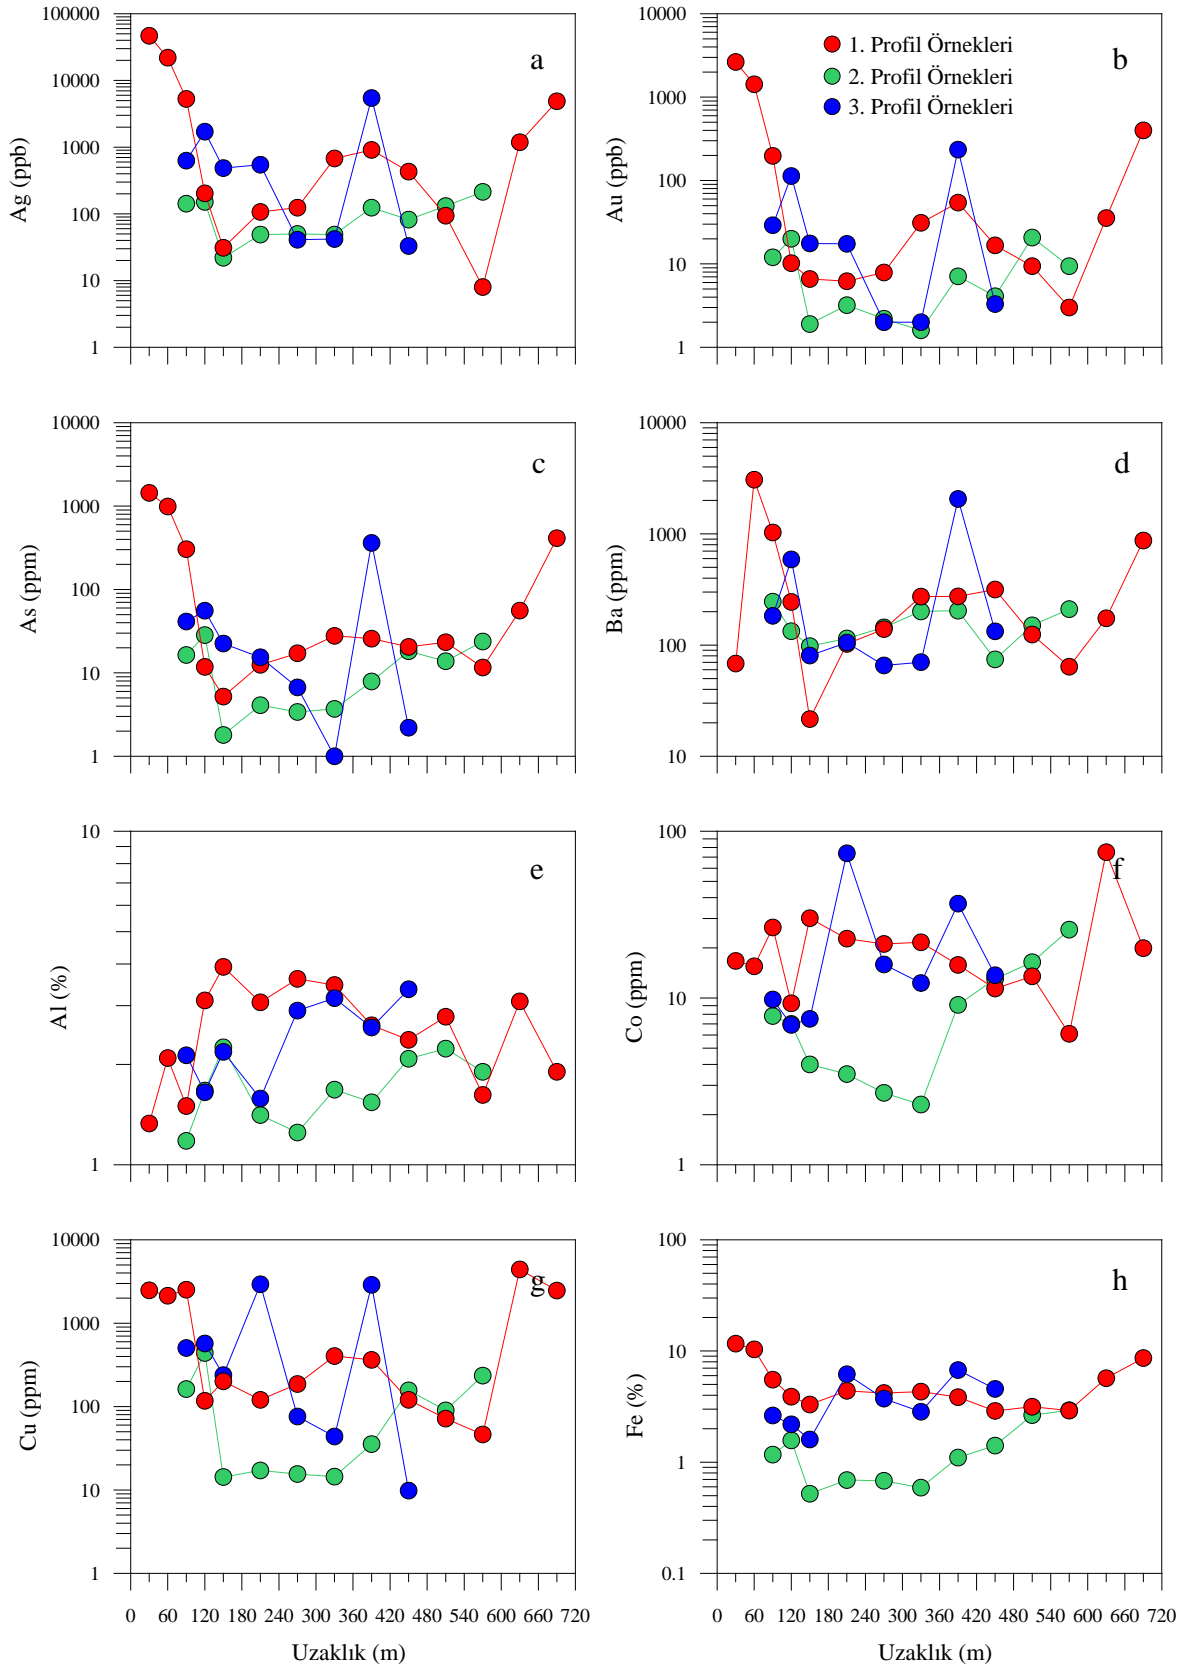 100000
10000
1000
100
10
1
Ag (ppb)
a
10000
1000
100
10
1
Au (ppb)
b
1. Profil Örnekleri
2. Profil Örnekleri
3. Profil Örnekleri
10000
1000
100
10
1
As (ppm)
c
10000
1000
100
10
Ba (ppm)
d
10
1
Al (%)
e
100
10
1
Co (ppm)
f
10000
1000
100
10
1
Cu (ppm)
g
0 60 120 180 240 300 360 420 480 540 600 660 720
Uzaklık (m)
100
10
1
0.1
Fe (%)
h
0 60 120 180 240 300 360 420 480 540 600 660 720
Uzaklık (m)